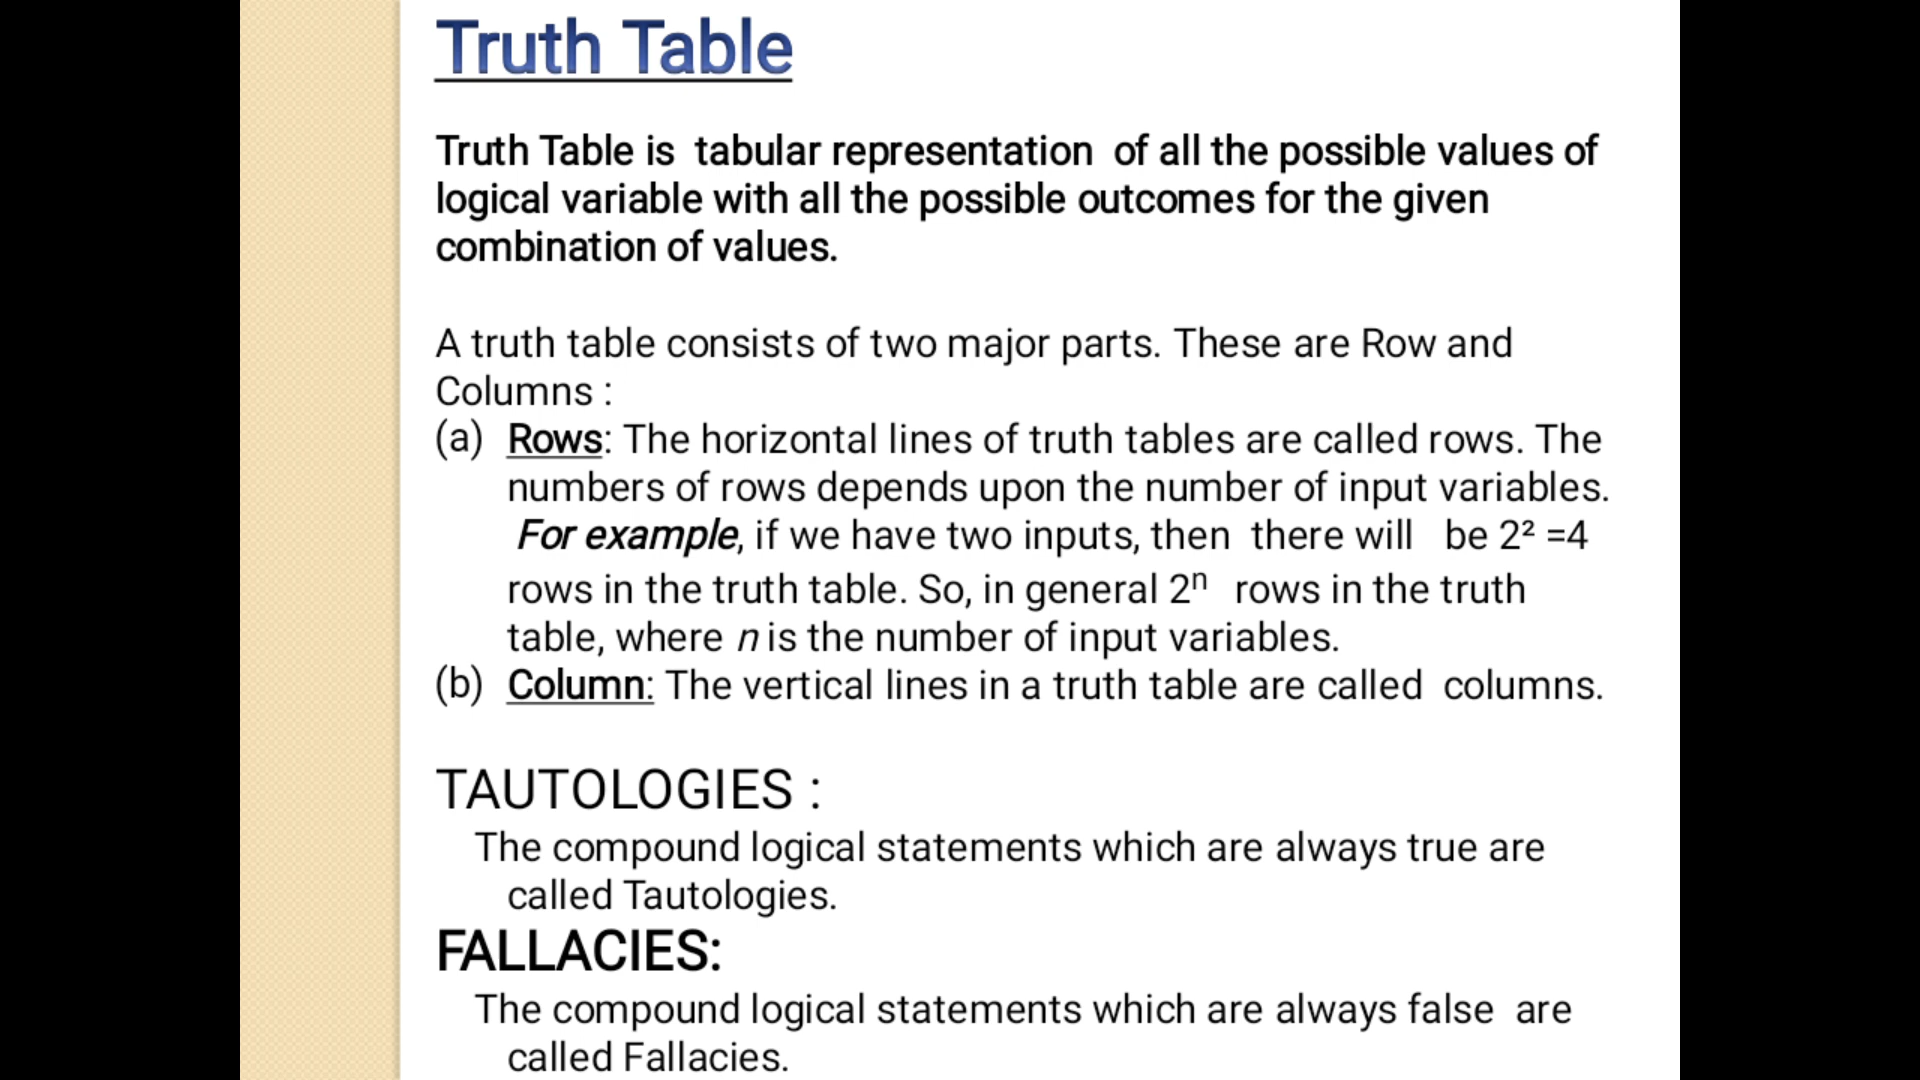 Truth Table
Truth Table is tabular representation of all the possible values of
logical variable with all the possible outcomes for the given
combination of values.
A truth table consists of two major parts. These are Row and
Columns :
(a) Rows: The horizontal lines of truth tables are called rows. The
numbers of rows depends upon the number of input variables.
For example, if we have two inputs, then there will be 2² =4
rows in the truth table. So, in general 2ⁿ rows in the truth
table, where n is the number of input variables.
(b) Column: The vertical lines in a truth table are called columns.
TAUTOLOGIES :
The compound logical statements which are always true are
called Tautologies.
FALLACIES:
The compound logical statements which are always false are
called Fallacies.